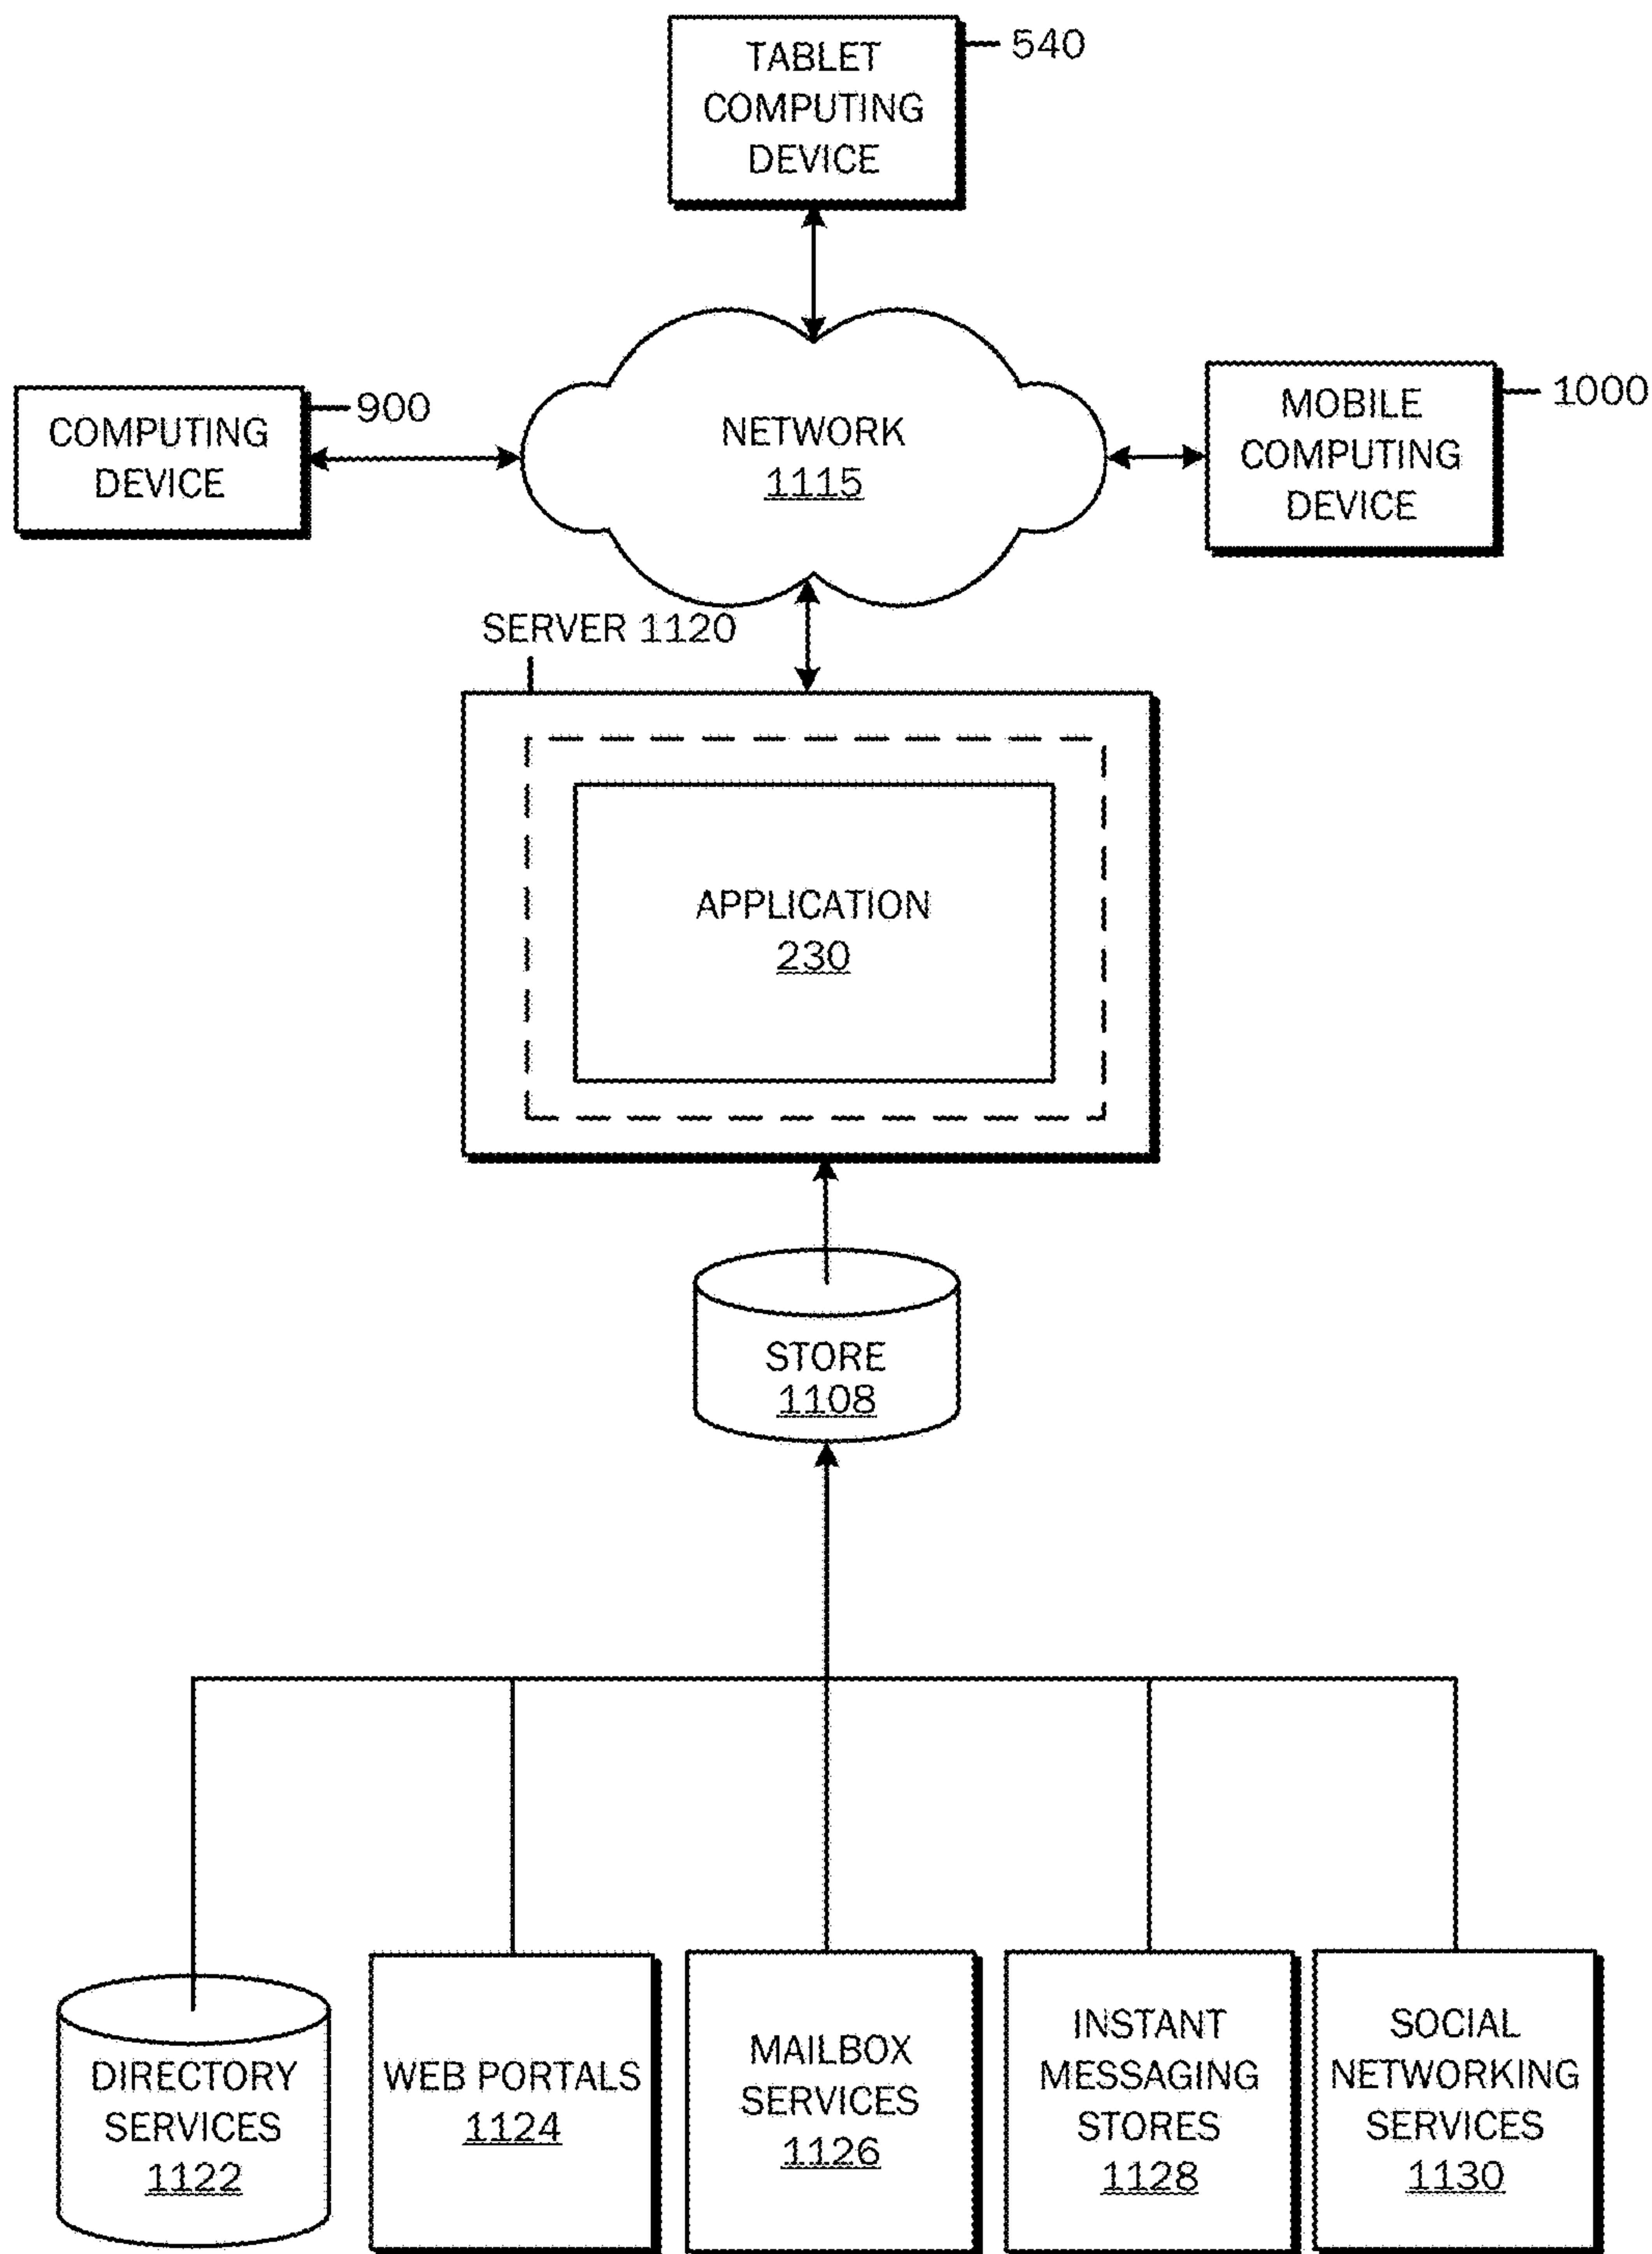 TABLET
COMPUTING
DEVICE
540
COMPUTING
DEVICE
900
NETWORK
1115
MOBILE
COMPUTING
DEVICE
1000
SERVER 1120
APPLICATION
230
STORE
1108
DIRECTORY
SERVICES
1122
WEB PORTALS
1124
MAILBOX
SERVICES
1126
INSTANT
MESSAGING
STORES
1128
SOCIAL
NETWORKING
SERVICES
1130